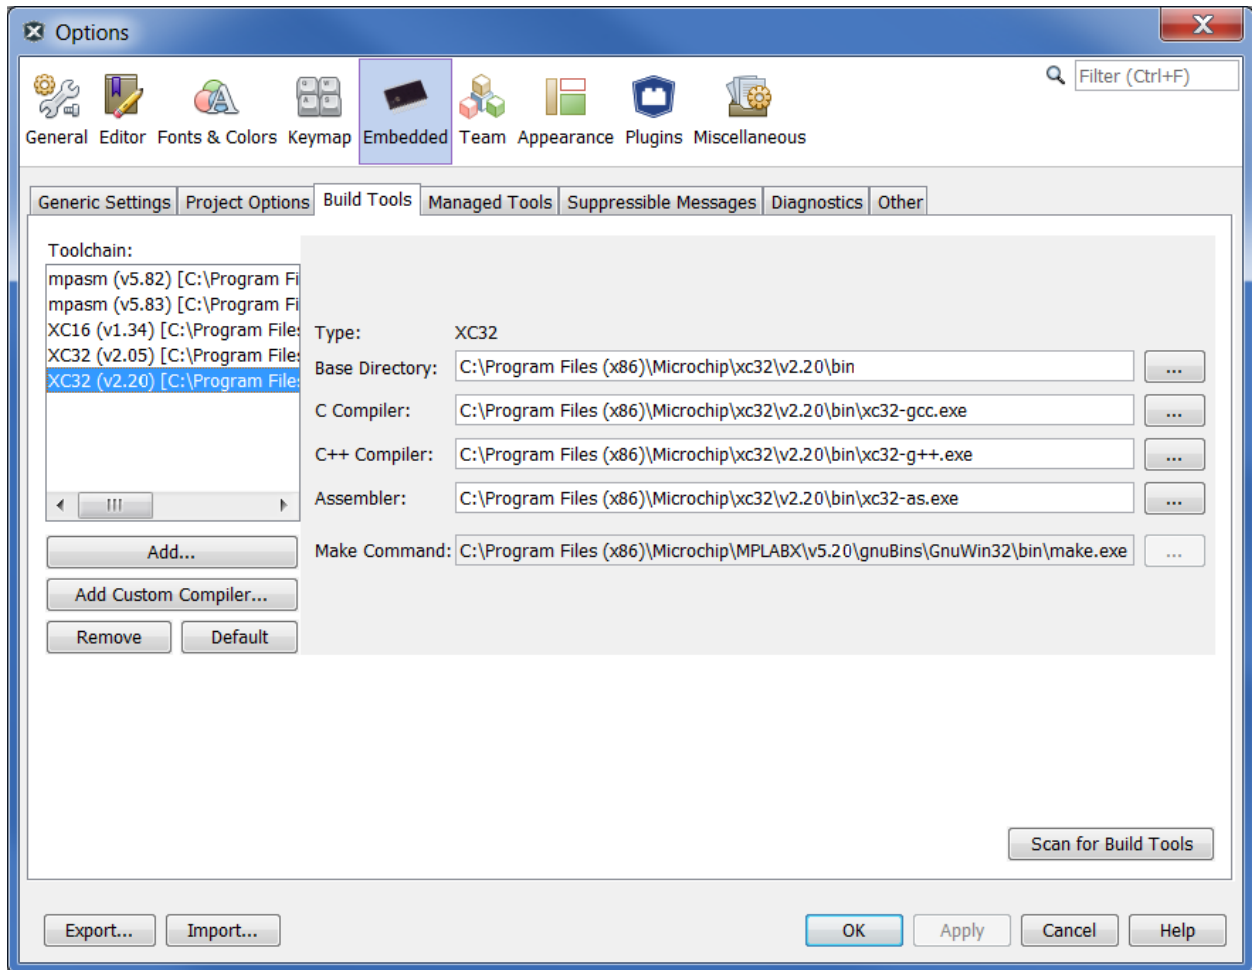 Options
Filter (Ctrl+F)
General Editor Fonts & Colors Keymap Embedded Team Appearance Plugins Miscellaneous
Generic Settings Project Options Build Tools Managed Tools Suppressible Messages Diagnostics Other
Toolchain:
mpasm (v5.82) [C:\Program Fi
mpasm (v5.83) [C:\Program Fi
XC16 (v1.34) [C:\Program Files
XC32 (v2.05) [C:\Program Files
XC32 (v2.20) [C:\Program Files
Add...
Add Custom Compiler...
Remove Default
Type: XC32
Base Directory: C:\Program Files (x86)\Microchip\xc32\v2.20\bin ...
C Compiler: C:\Program Files (x86)\Microchip\xc32\v2.20\bin\xc32-gcc.exe ...
C++ Compiler: C:\Program Files (x86)\Microchip\xc32\v2.20\bin\xc32-g++.exe ...
Assembler: C:\Program Files (x86)\Microchip\xc32\v2.20\bin\xc32-as.exe ...
Make Command: C:\Program Files (x86)\Microchip\MPLABX\v5.20\gnuBins\GnuWin32\bin\make.exe ...
Scan for Build Tools
Export... Import... OK Apply Cancel Help